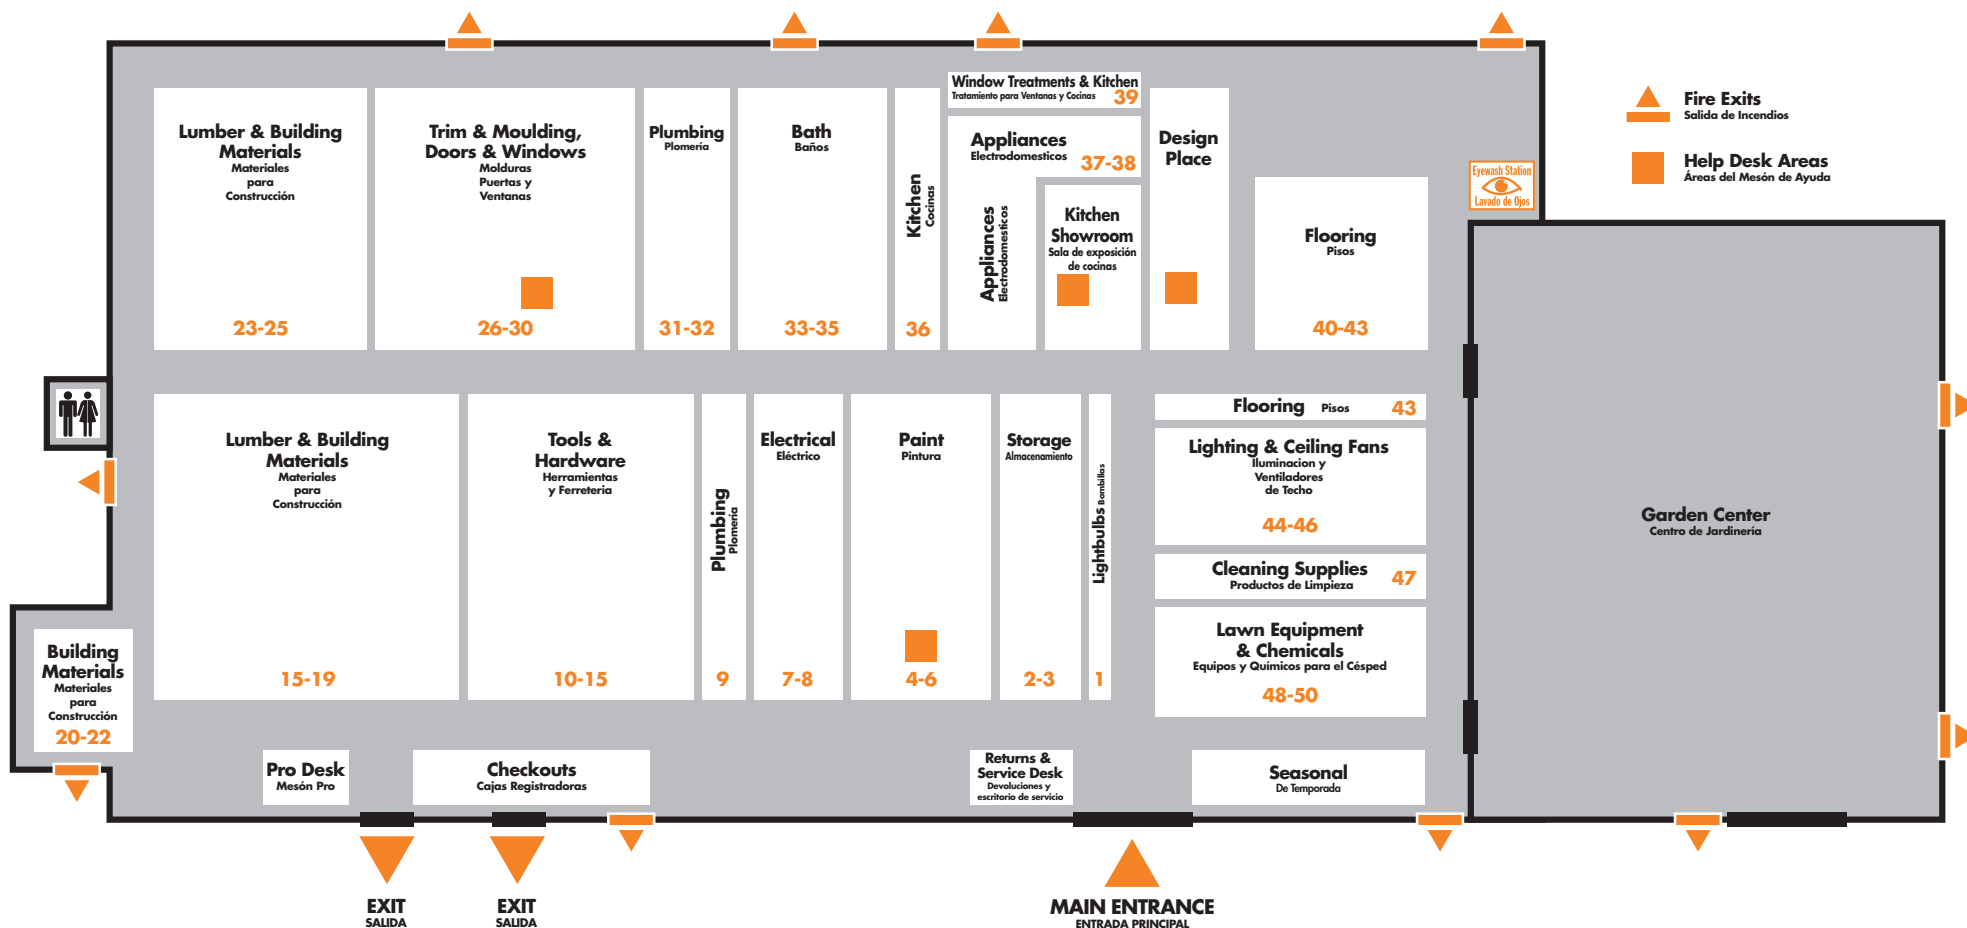 Window Treatments & Kitchen
Tratamiento para Ventanas y Cocinas 39
Lumber & Building
Materials
Materiales
para
Construcción
23-25
Trim & Moulding,
Doors & Windows
Molduras
Puertas y
Ventanas
26-30
Plumbing
Plomería
31-32
Bath
Baños
33-35
Kitchen
Cocinas
36
Appliances
Electrodomesticos
37-38
Appliances
Electrodomesticos
Kitchen
Showroom
Sala de exposición
de cocinas
Design
Place
Flooring
Pisos
40-43
Eyewash Station
Lavado de Ojos
Fire Exits
Salida de Incendios
Help Desk Areas
Áreas del Mesón de Ayuda
Lumber & Building
Materials
Materiales
para
Construcción
15-19
Tools &
Hardware
Herramientas
y Ferreteria
10-15
Plumbing
Plomería
9
Electrical
Eléctrico
7-8
Paint
Pintura
4-6
Storage
Almacenamiento
2-3
Lightbulbs Bombillas
1
Flooring Pisos 43
Lighting & Ceiling Fans
Iluminacion y
Ventiladores
de Techo
44-46
Cleaning Supplies
Productos de Limpieza
47
Lawn Equipment
& Chemicals
Equipos y Químicos para el Césped
48-50
Garden Center
Centro de Jardinería
Building
Materials
Materiales
para
Construcción
20-22
Pro Desk
Mesón Pro
Checkouts
Cajas Registradoras
Returns &
Service Desk
Devoluciones y
escritorio de servicio
Seasonal
De Temporada
EXIT
SALIDA
EXIT
SALIDA
MAIN ENTRANCE
ENTRADA PRINCIPAL